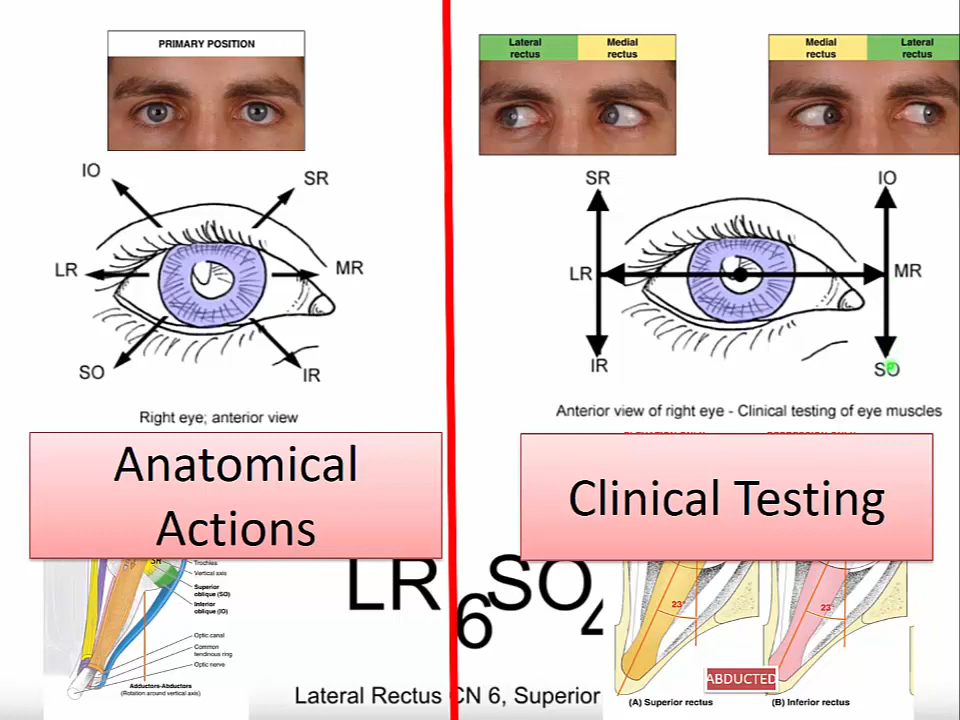 PRIMARY POSITION
IO
SR
LR
MR
SO
IR
Right eye; anterior view
Anatomical
Actions
Trochlea
Vertical axis
Superior
oblique (SO)
Inferior
oblique (IO)
Optic canal
Common
tendinous ring
Optic nerve
Adductors-Abductors
(Rotation around vertical axis)
SR
Lateral
rectus
Medial
rectus
Medial
rectus
Lateral
rectus
SR
IO
LR
MR
IR
SO
Anterior view of right eye - Clinical testing of eye muscles
Clinical Testing
LR6SO4
Lateral Rectus CN 6, Superior
23°
23°
ABDUCTED
(A) Superior rectus
(B) Inferior rectus